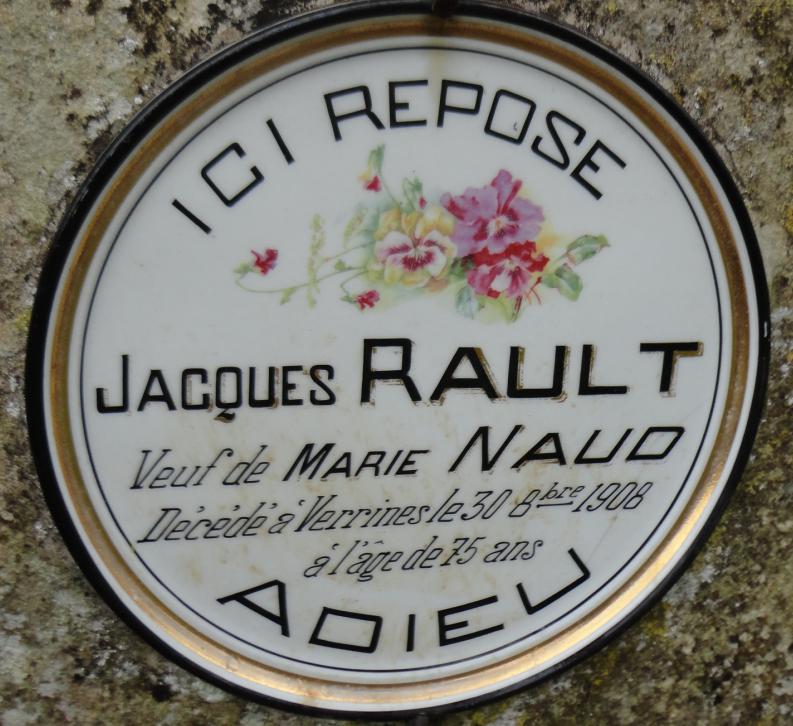 ICI REPOSE
JACQUES RAULT
Veuf de MARIE NAUD
Décédé à Verrines le 30 8bre 1908
à l'âge de 75 ans
ADIEU